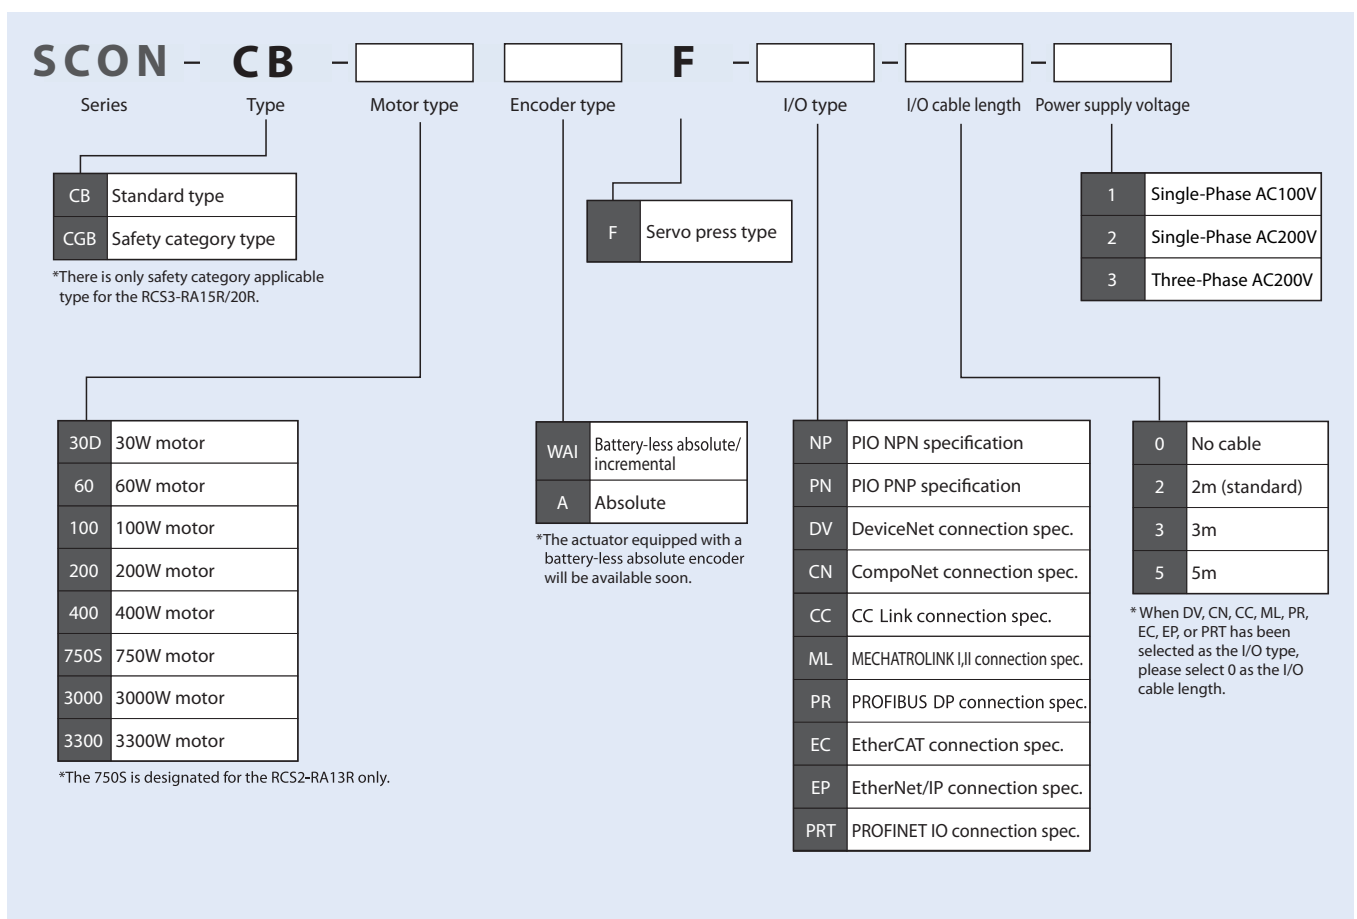 SCON - CB - F - - -
Series Type Motor type Encoder type I/O type I/O cable length Power supply voltage
CB Standard type
CGB Safety category type
*There is only safety category applicable
type for the RCS3-RA15R/20R.
F Servo press type
1 Single-Phase AC100V
2 Single-Phase AC200V
3 Three-Phase AC200V
30D 30W motor
60 60W motor
100 100W motor
200 200W motor
400 400W motor
750S 750W motor
3000 3000W motor
3300 3300W motor
*The 750S is designated for the RCS2-RA13R only.
WAI Battery-less absolute/
incremental
A Absolute
*The actuator equipped with a
battery-less absolute encoder
will be available soon.
NP PIO NPN specification
PN PIO PNP specification
DV DeviceNet connection spec.
CN CompoNet connection spec.
CC CC Link connection spec.
ML MECHATROLINK I,II connection spec.
PR PROFIBUS DP connection spec.
EC EtherCAT connection spec.
EP EtherNet/IP connection spec.
PRT PROFINET IO connection spec.
0 No cable
2 2m (standard)
3 3m
5 5m
* When DV, CN, CC, ML, PR,
EC, EP, or PRT has been
selected as the I/O type,
please select 0 as the I/O
cable length.